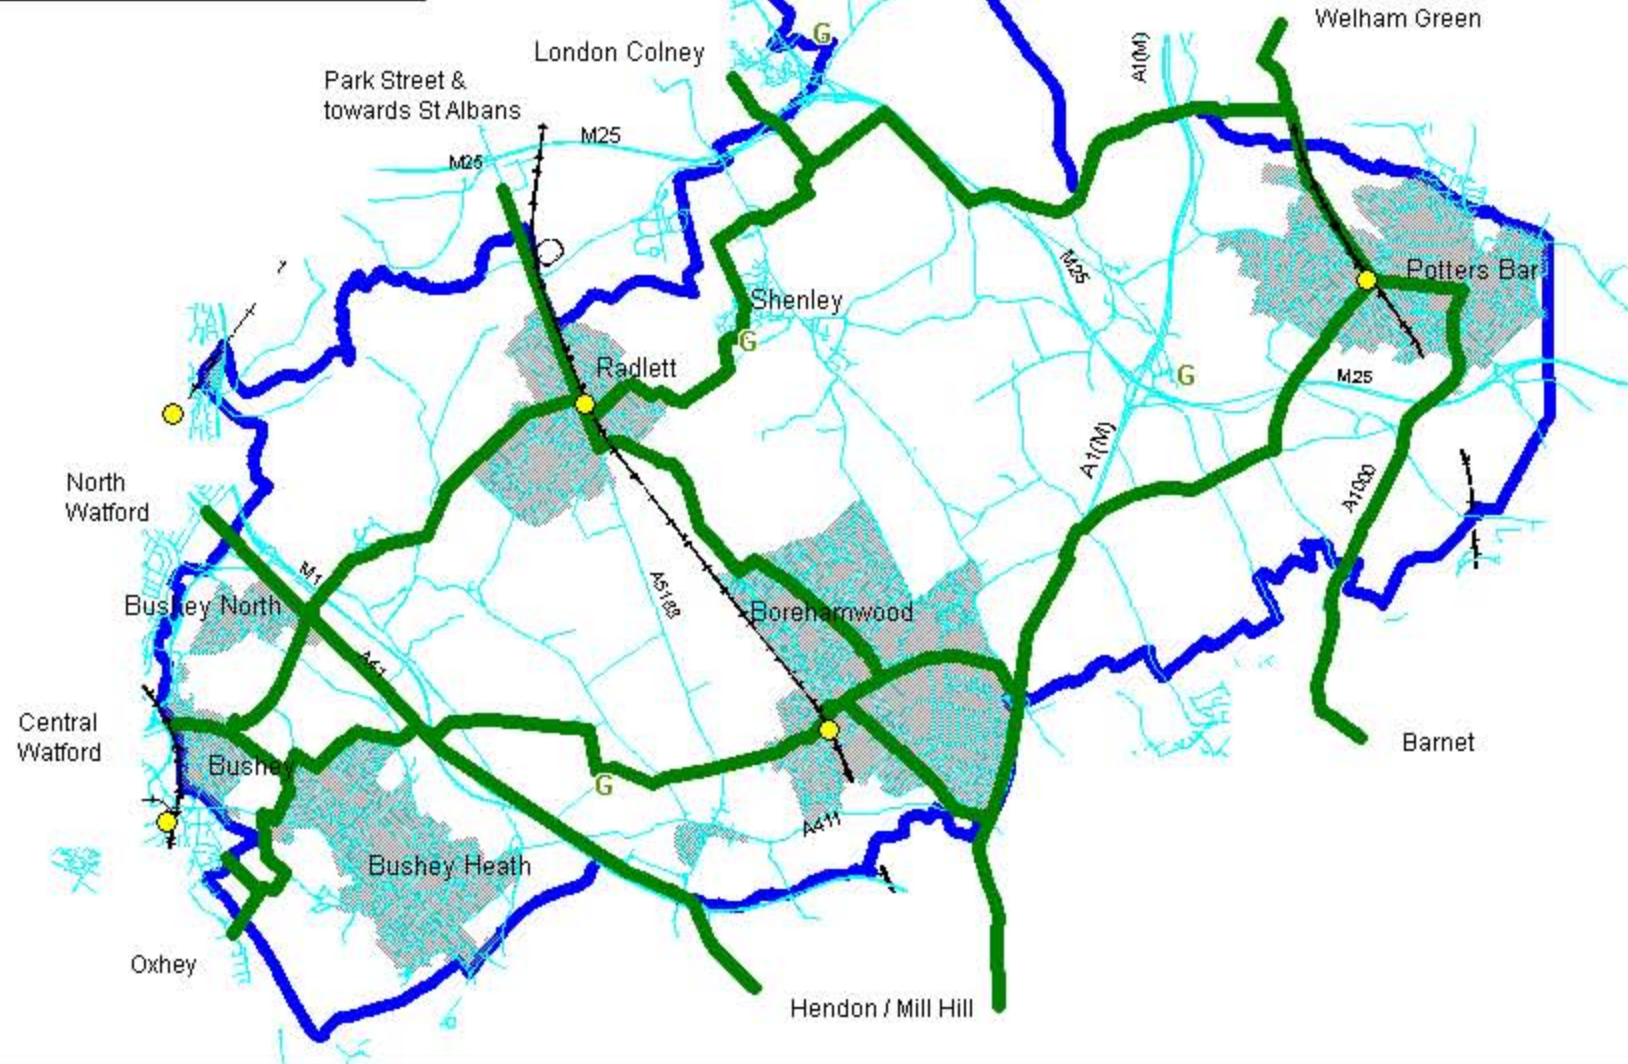 Welham Green
G
A1(M)
London Colney
Park Street &
towards St Albans
M25
M25
M25
Potters Bar
Shenley
G
Radlett
G
M25
A1(M)
A1000
North
Watford
M1
Bushey North
A5183
Borehamwood
A41
Central
Watford
Bushey
Barnet
G
A411
Bushey Heath
Oxhey
Hendon / Mill Hill